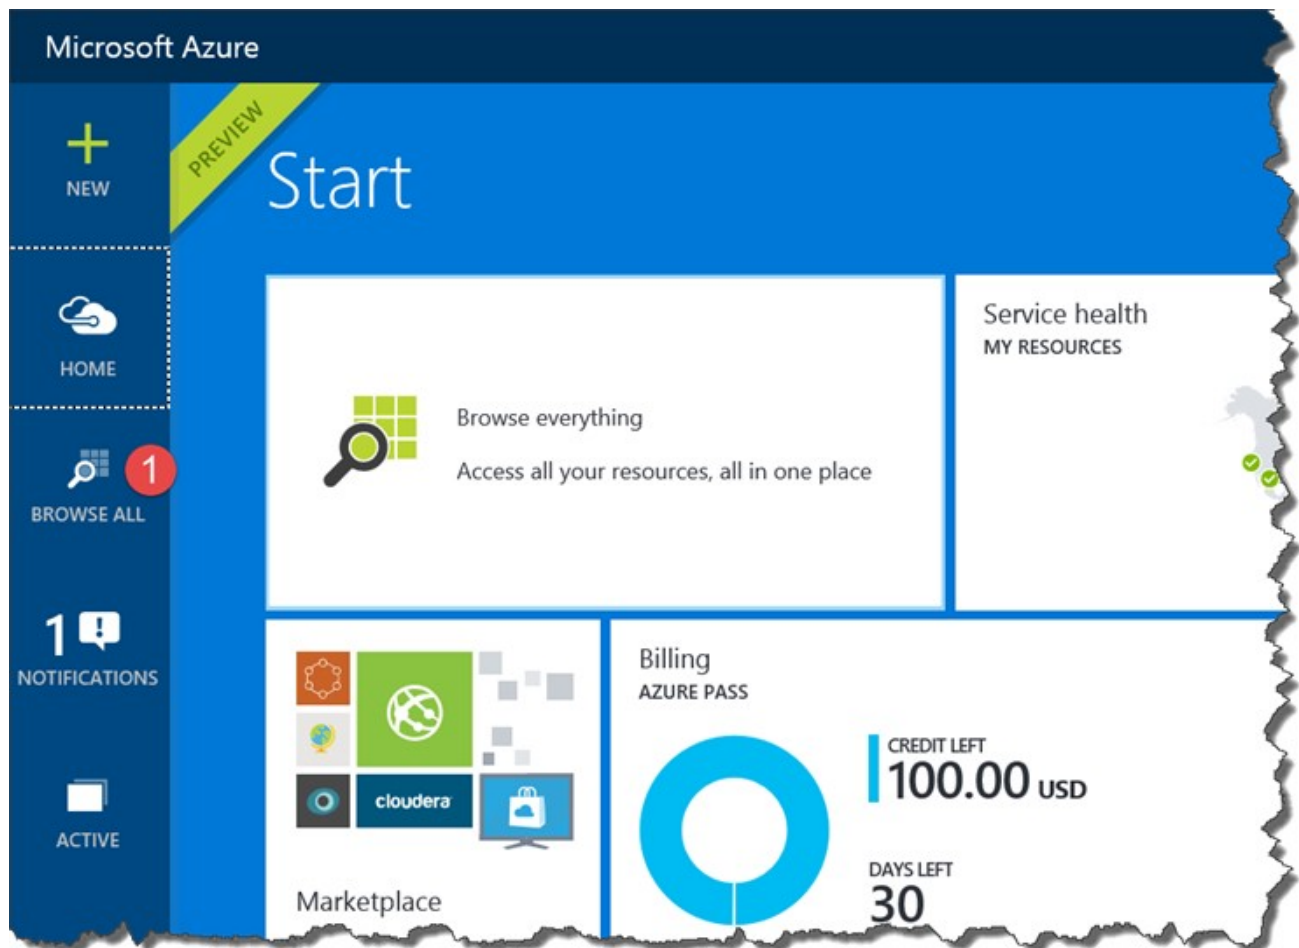 Microsoft Azure
PREVIEW
NEW
Start
HOME
Browse everything
Access all your resources, all in one place
Service health
MY RESOURCES
1
BROWSE ALL
1
NOTIFICATIONS
ACTIVE
cloudera
Marketplace
Billing
AZURE PASS
CREDIT LEFT
100.00 USD
DAYS LEFT
30